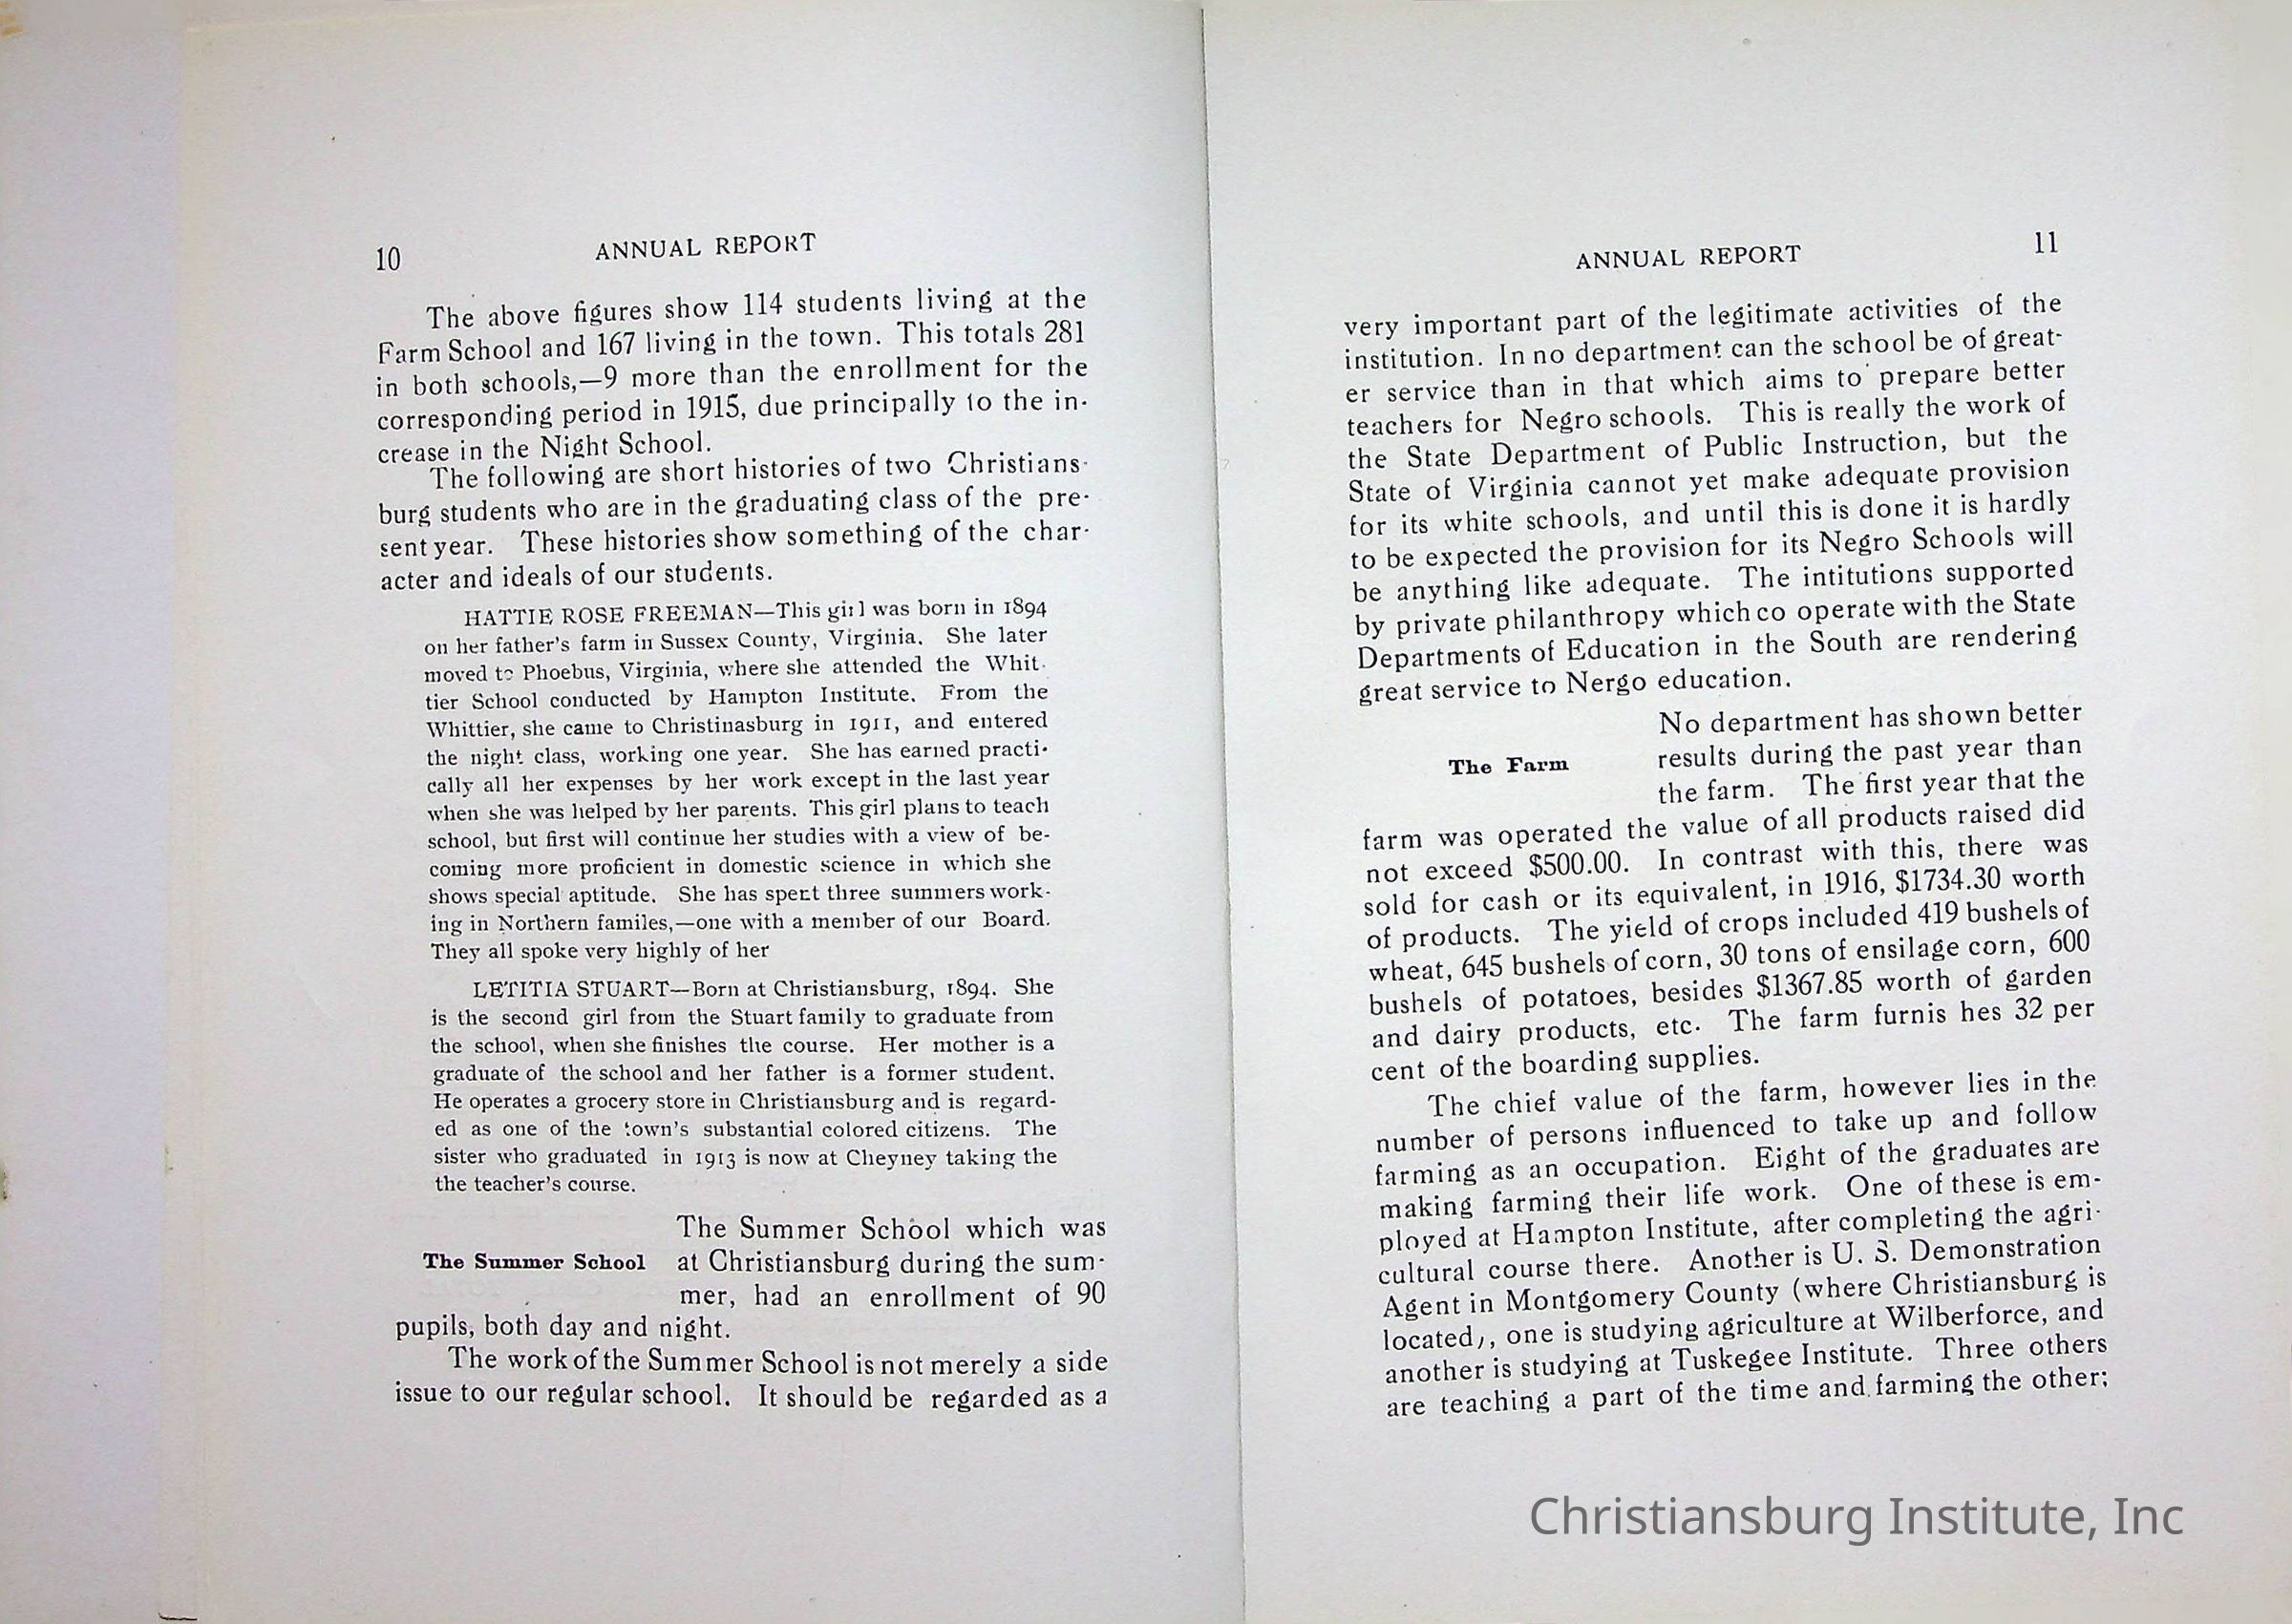 10
ANNUAL REPORT
The above figures show 114 students living at the
Farm School and 167 living in the town. This totals 281
in both schools,—9 more than the enrollment for the
corresponding period in 1915, due principally to the in-
crease in the Night School.
The following are short histories of two Christians-
burg students who are in the graduating class of the pre-
sent year. These histories show something of the char-
acter and ideals of our students.
HATTIE ROSE FREEMAN—This girl was born in 1894
on her father's farm in Sussex County, Virginia. She later
moved to Phoebus, Virginia, where she attended the Whit-
tier School conducted by Hampton Institute. From the
Whittier, she came to Christinasburg in 1911, and entered
the night class, working one year. She has earned practi-
cally all her expenses by her work except in the last year
when she was helped by her parents. This girl plans to teach
school, but first will continue her studies with a view of be-
coming more proficient in domestic science in which she
shows special aptitude. She has spent three summers work-
ing in Northern familes,—one with a member of our Board.
They all spoke very highly of her
LETITIA STUART—Born at Christiansburg, 1894. She
is the second girl from the Stuart family to graduate from
the school, when she finishes the course. Her mother is a
graduate of the school and her father is a former student.
He operates a grocery store in Christiansburg and is regard-
ed as one of the town's substantial colored citizens. The
sister who graduated in 1913 is now at Cheyney taking the
the teacher's course.
The Summer School
The Summer School which was
at Christiansburg during the sum-
mer, had an enrollment of 90
pupils, both day and night.
The work of the Summer School is not merely a side
issue to our regular school. It should be regarded as a
ANNUAL REPORT
11
very important part of the legitimate activities of the
institution. In no department can the school be of great-
er service than in that which aims to prepare better
teachers for Negro schools. This is really the work of
the State Department of Public Instruction, but the
State of Virginia cannot yet make adequate provision
for its white schools, and until this is done it is hardly
to be expected the provision for its Negro Schools will
be anything like adequate. The intitutions supported
by private philanthropy which co operate with the State
Departments of Education in the South are rendering
great service to Nergo education.
The Farm
No department has shown better
results during the past year than
the farm. The first year that the
farm was operated the value of all products raised did
not exceed $500.00. In contrast with this, there was
sold for cash or its equivalent, in 1916, $1734.30 worth
of products. The yield of crops included 419 bushels of
wheat, 645 bushels of corn, 30 tons of ensilage corn, 600
bushels of potatoes, besides $1367.85 worth of garden
and dairy products, etc. The farm furnis hes 32 per
cent of the boarding supplies.
The chief value of the farm, however lies in the
number of persons influenced to take up and follow
farming as an occupation. Eight of the graduates are
making farming their life work. One of these is em-
ployed at Hampton Institute, after completing the agri-
cultural course there. Another is U. S. Demonstration
Agent in Montgomery County (where Christiansburg is
located), one is studying agriculture at Wilberforce, and
another is studying at Tuskegee Institute. Three others
are teaching a part of the time and farming the other;
Christiansburg Institute, Inc